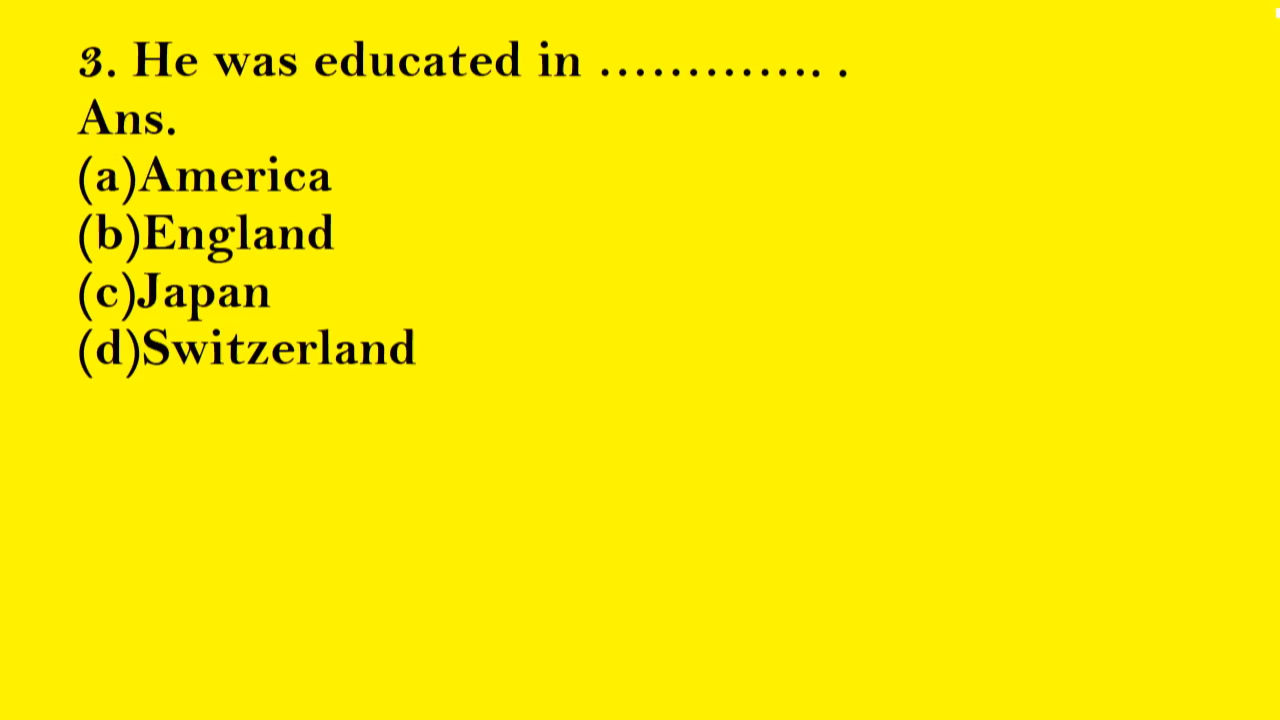 3. He was educated in …………. .
Ans.
(a)America
(b)England
(c)Japan
(d)Switzerland